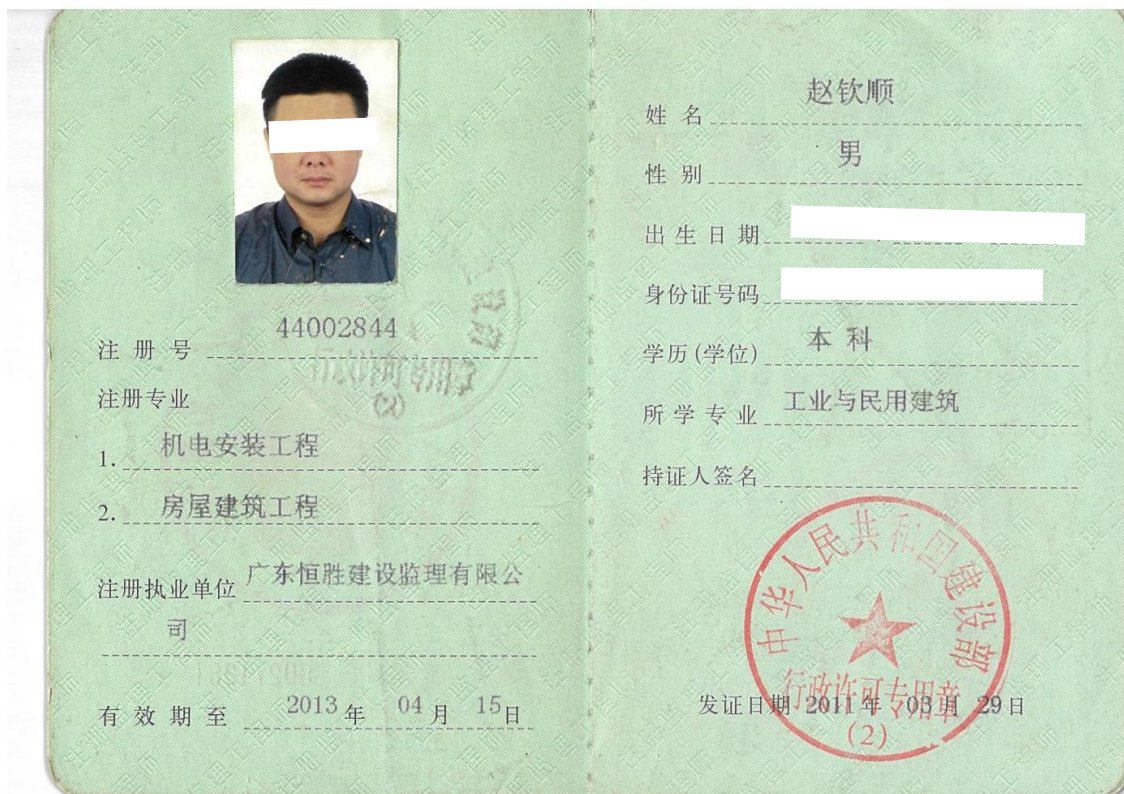 注册号 44002844
注册专业
1. 机电安装工程
2. 房屋建筑工程
注册执业单位 广东恒胜建设监理有限公
司
有效期至 2013 年 04 月 15 日
姓名 赵钦顺
性别 男
出生日期
身份证号码
学历(学位) 本科
所学专业 工业与民用建筑
持证人签名
中华人民共和国建设部
行政许可专用章
(2)
发证日期 2011 年 03 月 29 日